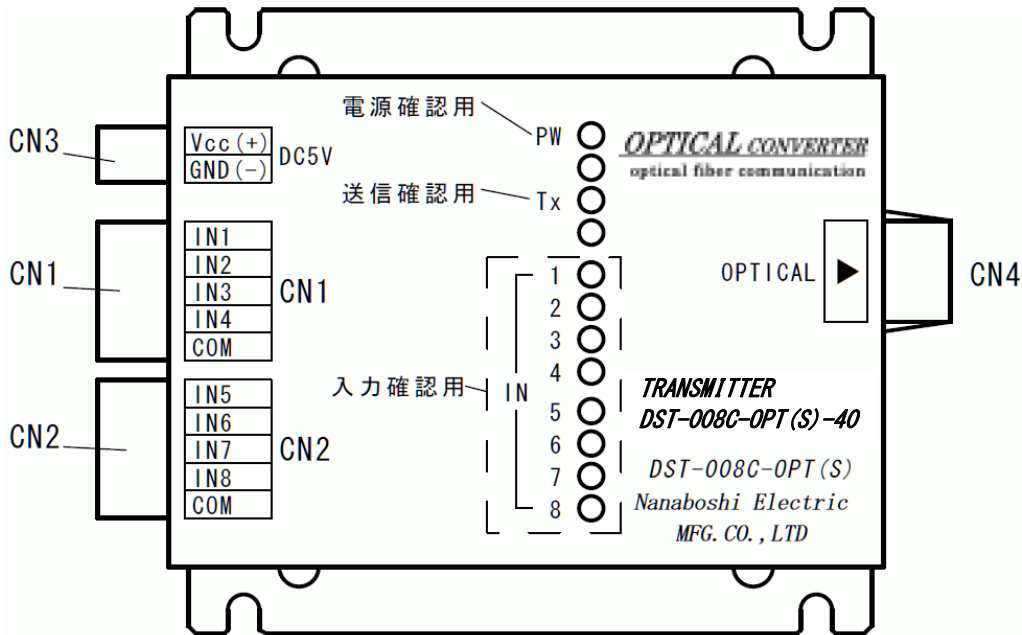 電源確認用
CN3
Vcc(+)
GND(-)
DC5V
PW
OPTICAL CONVERTER
optical fiber communication
送信確認用
Tx
CN1
IN1
IN2
IN3
IN4
COM
CN1
1
2
3
4
5
6
7
8
IN
入力確認用
OPTICAL
CN4
CN2
IN5
IN6
IN7
IN8
COM
CN2
TRANSMITTER
DST-008C-OPT(S)-40
DST-008C-OPT(S)
Nanaboshi Electric
MFG.CO.,LTD